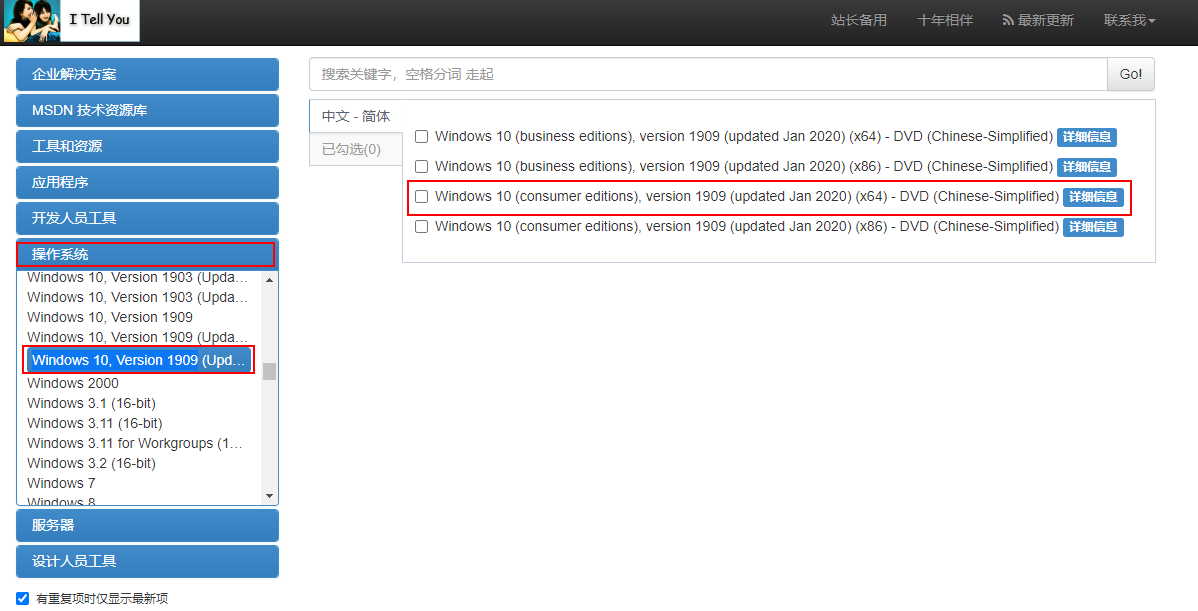 I Tell You
站长备用 十年相伴 最新更新 联系我
企业解决方案
MSDN 技术资源库
工具和资源
应用程序
开发人员工具
操作系统
Windows 10, Version 1903 (Upda...
Windows 10, Version 1903 (Upda...
Windows 10, Version 1909
Windows 10, Version 1909 (Upda...
Windows 10, Version 1909 (Upd...
Windows 2000
Windows 3.1 (16-bit)
Windows 3.11 (16-bit)
Windows 3.11 for Workgroups (1...
Windows 3.2 (16-bit)
Windows 7
Windows 8
服务器
设计人员工具
有重复项时仅显示最新项
搜索关键字，空格分词 走起 Go!
中文 - 简体
已勾选(0)
Windows 10 (business editions), version 1909 (updated Jan 2020) (x64) - DVD (Chinese-Simplified) 详细信息
Windows 10 (business editions), version 1909 (updated Jan 2020) (x86) - DVD (Chinese-Simplified) 详细信息
Windows 10 (consumer editions), version 1909 (updated Jan 2020) (x64) - DVD (Chinese-Simplified) 详细信息
Windows 10 (consumer editions), version 1909 (updated Jan 2020) (x86) - DVD (Chinese-Simplified) 详细信息